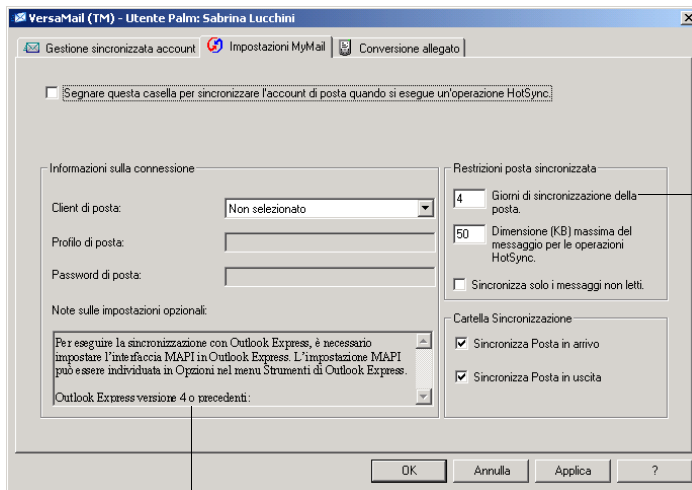 VersaMail (TM) - Utente Palm: Sabrina Lucchini
Gestione sincronizzata account
Impostazioni MyMail
Conversione allegato
Segnare questa casella per sincronizzare l'account di posta quando si esegue un'operazione HotSync.
Informazioni sulla connessione
Client di posta:
Non selezionato
Profilo di posta:
Password di posta:
Note sulle impostazioni opzionali:
Per eseguire la sincronizzazione con Outlook Express, è necessario
impostare l'interfaccia MAPI in Outlook Express. L'impostazione MAPI
può essere individuata in Opzioni nel menu Strumenti di Outlook Express.
Outlook Express versione 4 o precedenti:
Restrizioni posta sincronizzata
4
Giorni di sincronizzazione della
posta.
50
Dimensione (KB) massima del
messaggio per le operazioni
HotSync.
Sincronizza solo i messaggi non letti.
Cartella Sincronizzazione
Sincronizza Posta in arrivo
Sincronizza Posta in uscita
OK
Annulla
Applica
?